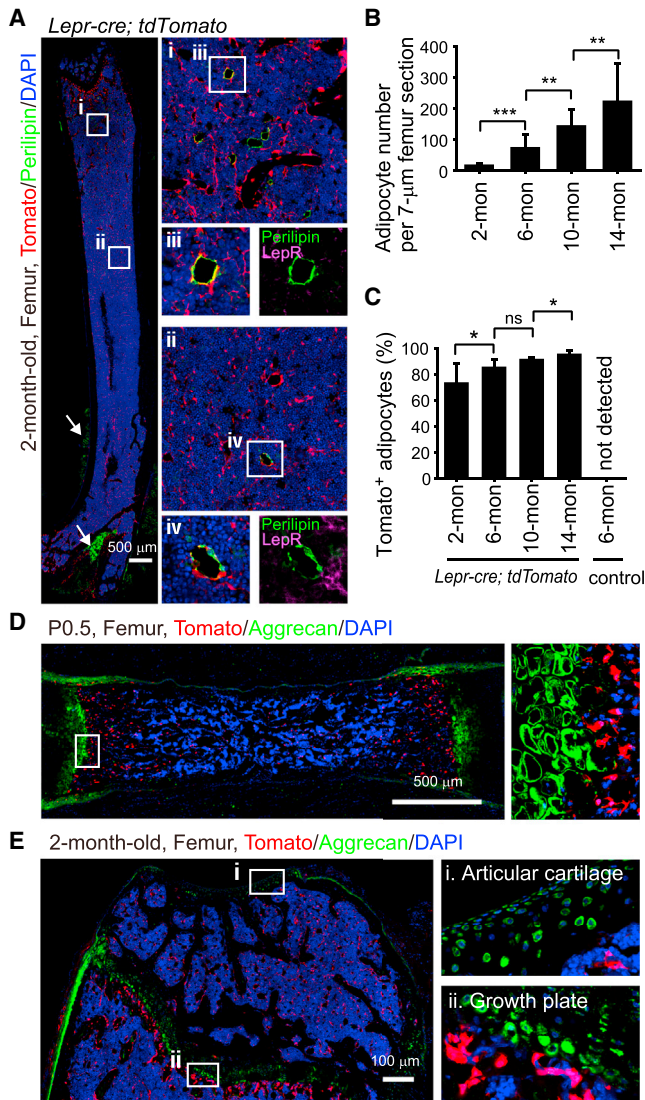 A
Lepr-cre; tdTomato
2-month-old, Femur, Tomato/Perilipin/DAPI
i
ii
500 µm
i
iii
iii
Perilipin
LepR
ii
iv
iv
Perilipin
LepR
B
Adipocyte number
per 7-µm femur section
400
300
200
100
0
***
**
**
2-mon
6-mon
10-mon
14-mon
C
Tomato+ adipocytes (%)
100
80
60
40
20
0
*
ns
*
not detected
2-mon
6-mon
10-mon
14-mon
6-mon
Lepr-cre; tdTomato
control
D
P0.5, Femur, Tomato/Aggrecan/DAPI
500 µm
E
2-month-old, Femur, Tomato/Aggrecan/DAPI
i
ii
100 µm
i. Articular cartilage
ii. Growth plate